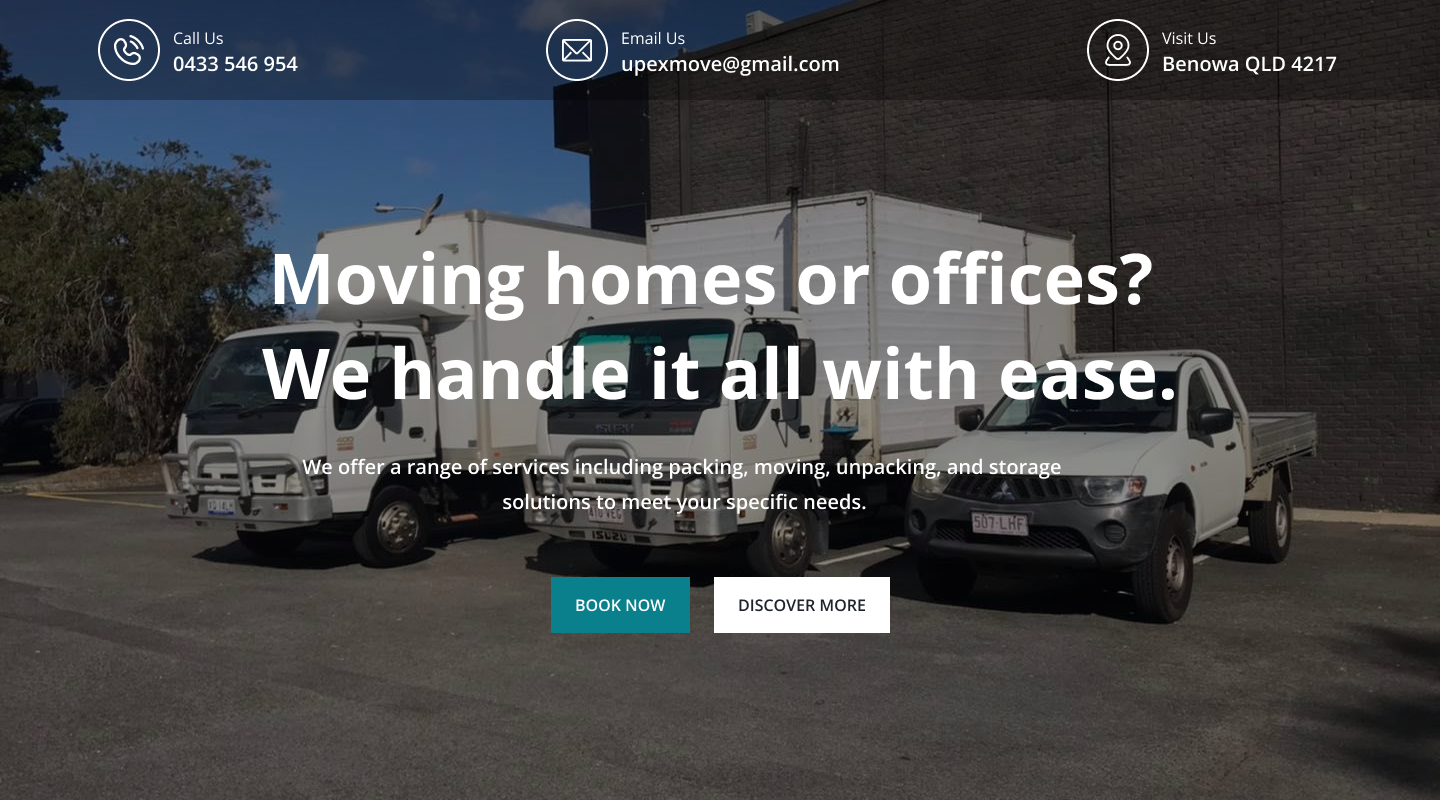 Call Us
0433 546 954
Email Us
upexmove@gmail.com
Visit Us
Benowa QLD 4217
Moving homes or offices?
We handle it all with ease.
We offer a range of services including packing, moving, unpacking, and storage
solutions to meet your specific needs.
ISUZU
507·LHF
ISUZU
BOOK NOW
DISCOVER MORE